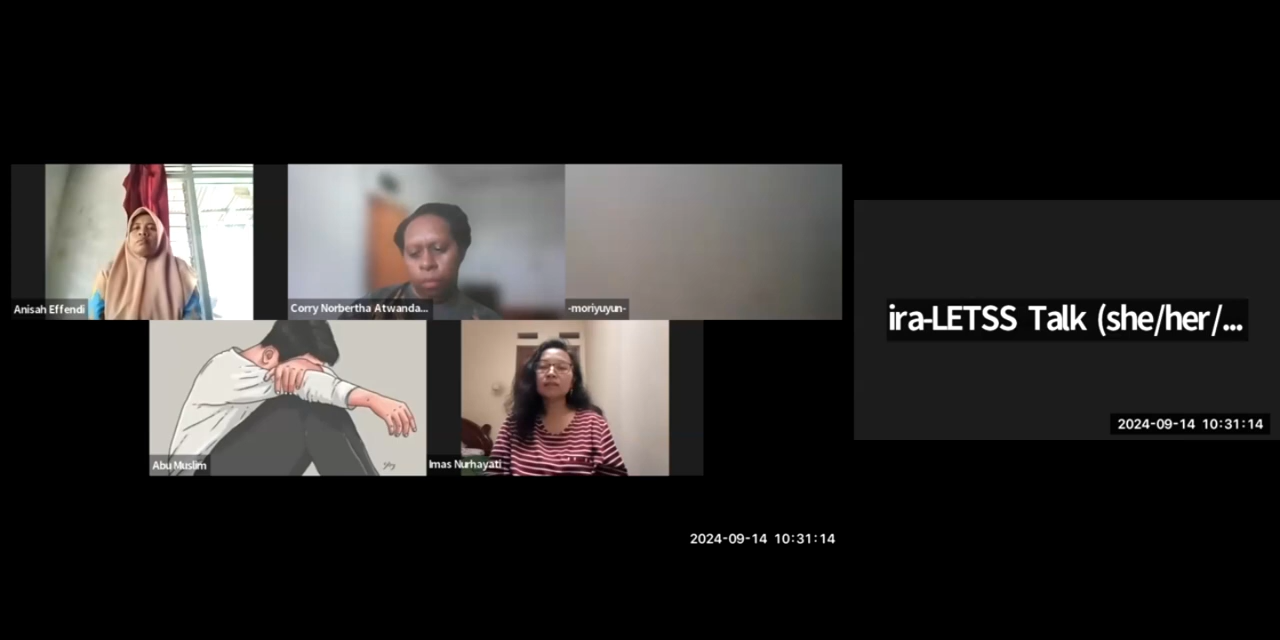 Anisah Effendi
Corry Norbertha Atwanda...
-moriyuyun-
ira-LETSS Talk (she/her/...
2024-09-14 10:31:14
Abu Muslim
Imas Nurhayati
2024-09-14 10:31:14